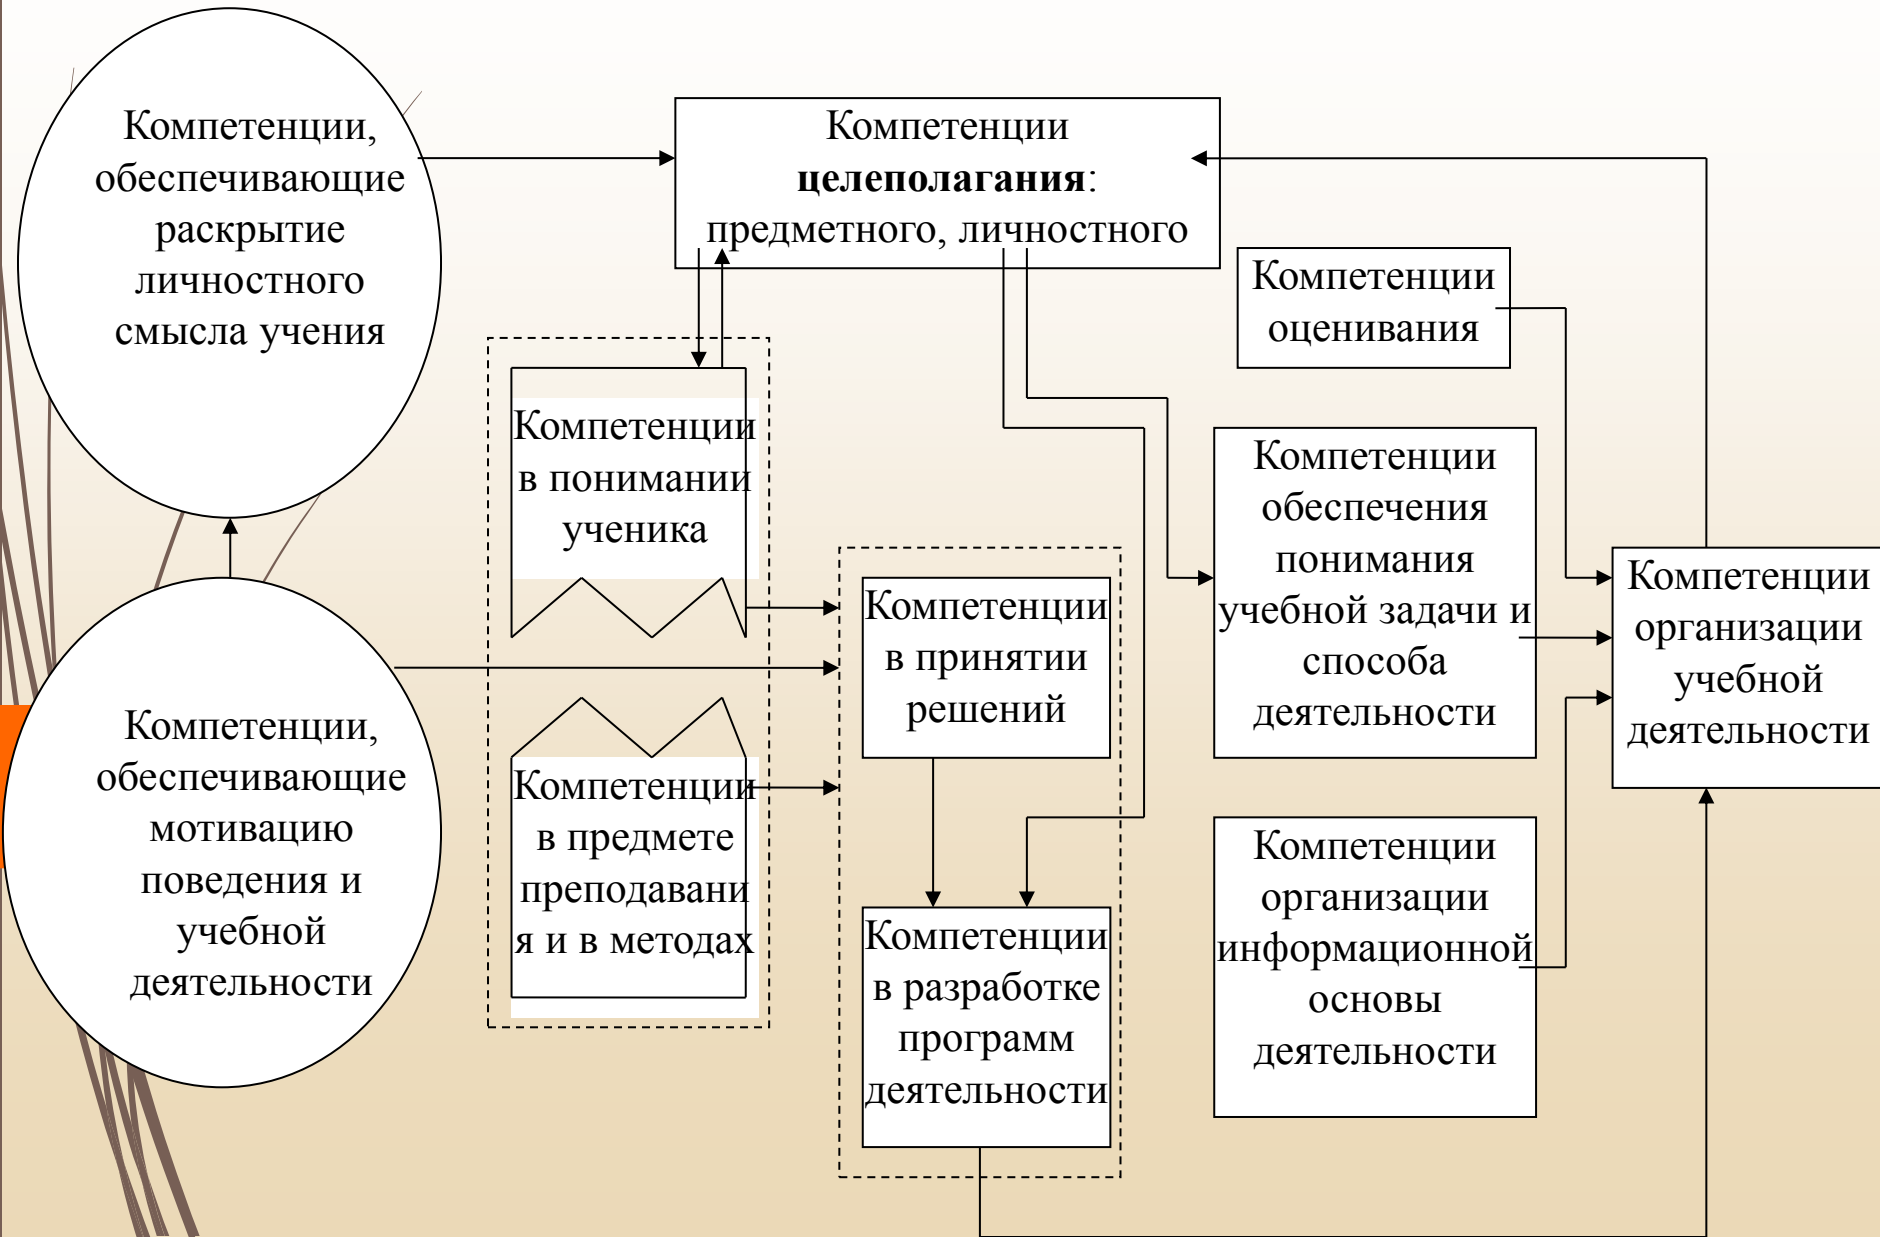 Компетенции,
обеспечивающие
раскрытие
личностного
смысла учения
Компетенции
целеполагания:
предметного, личностного
Компетенции
оценивания
Компетенции
в понимании
ученика
Компетенции
обеспечения
понимания
учебной задачи и
способа
деятельности
Компетенции
организации
учебной
деятельности
Компетенции
в принятии
решений
Компетенции,
обеспечивающие
мотивацию
поведения и
учебной
деятельности
Компетенции
в предмете
преподавани
я и в методах
Компетенции
в разработке
программ
деятельности
Компетенции
организации
информационной
основы
деятельности